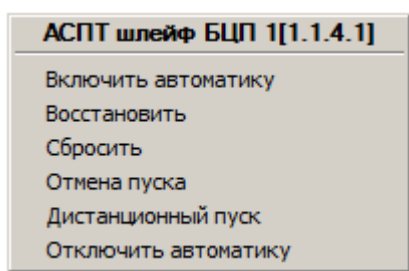 АСПТ шлейф БЦП 1[1.1.4.1]
Включить автоматику
Восстановить
Сбросить
Отмена пуска
Дистанционный пуск
Отключить автоматику